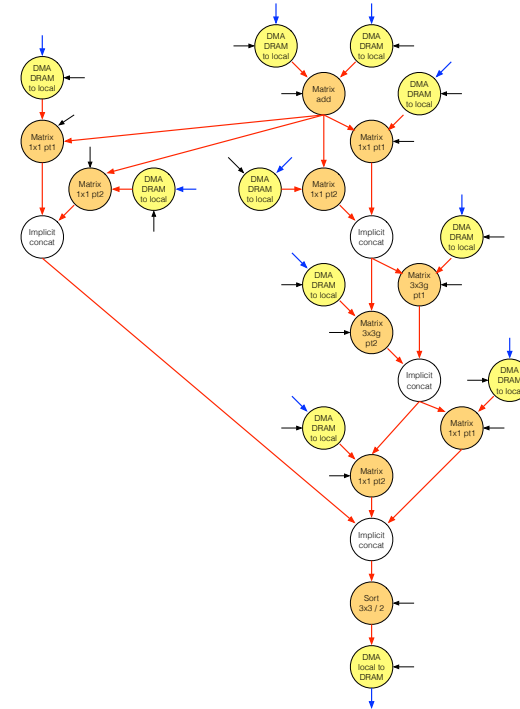 DMA
DRAM
to local
DMA
DRAM
to local
DMA
DRAM
to local
Matrix
add
DMA
DRAM
to local
Matrix
1x1 pt1
Matrix
1x1 pt1
Matrix
1x1 pt2
DMA
DRAM
to local
DMA
DRAM
to local
Matrix
1x1 pt2
Implicit
concat
Implicit
concat
DMA
DRAM
to local
DMA
DRAM
to local
Matrix
3x3g
pt1
Matrix
3x3g
pt2
Implicit
concat
DMA
DRAM
to local
DMA
DRAM
to local
Matrix
1x1 pt1
Matrix
1x1 pt2
Implicit
concat
Sort
3x3 / 2
DMA
local to
DRAM